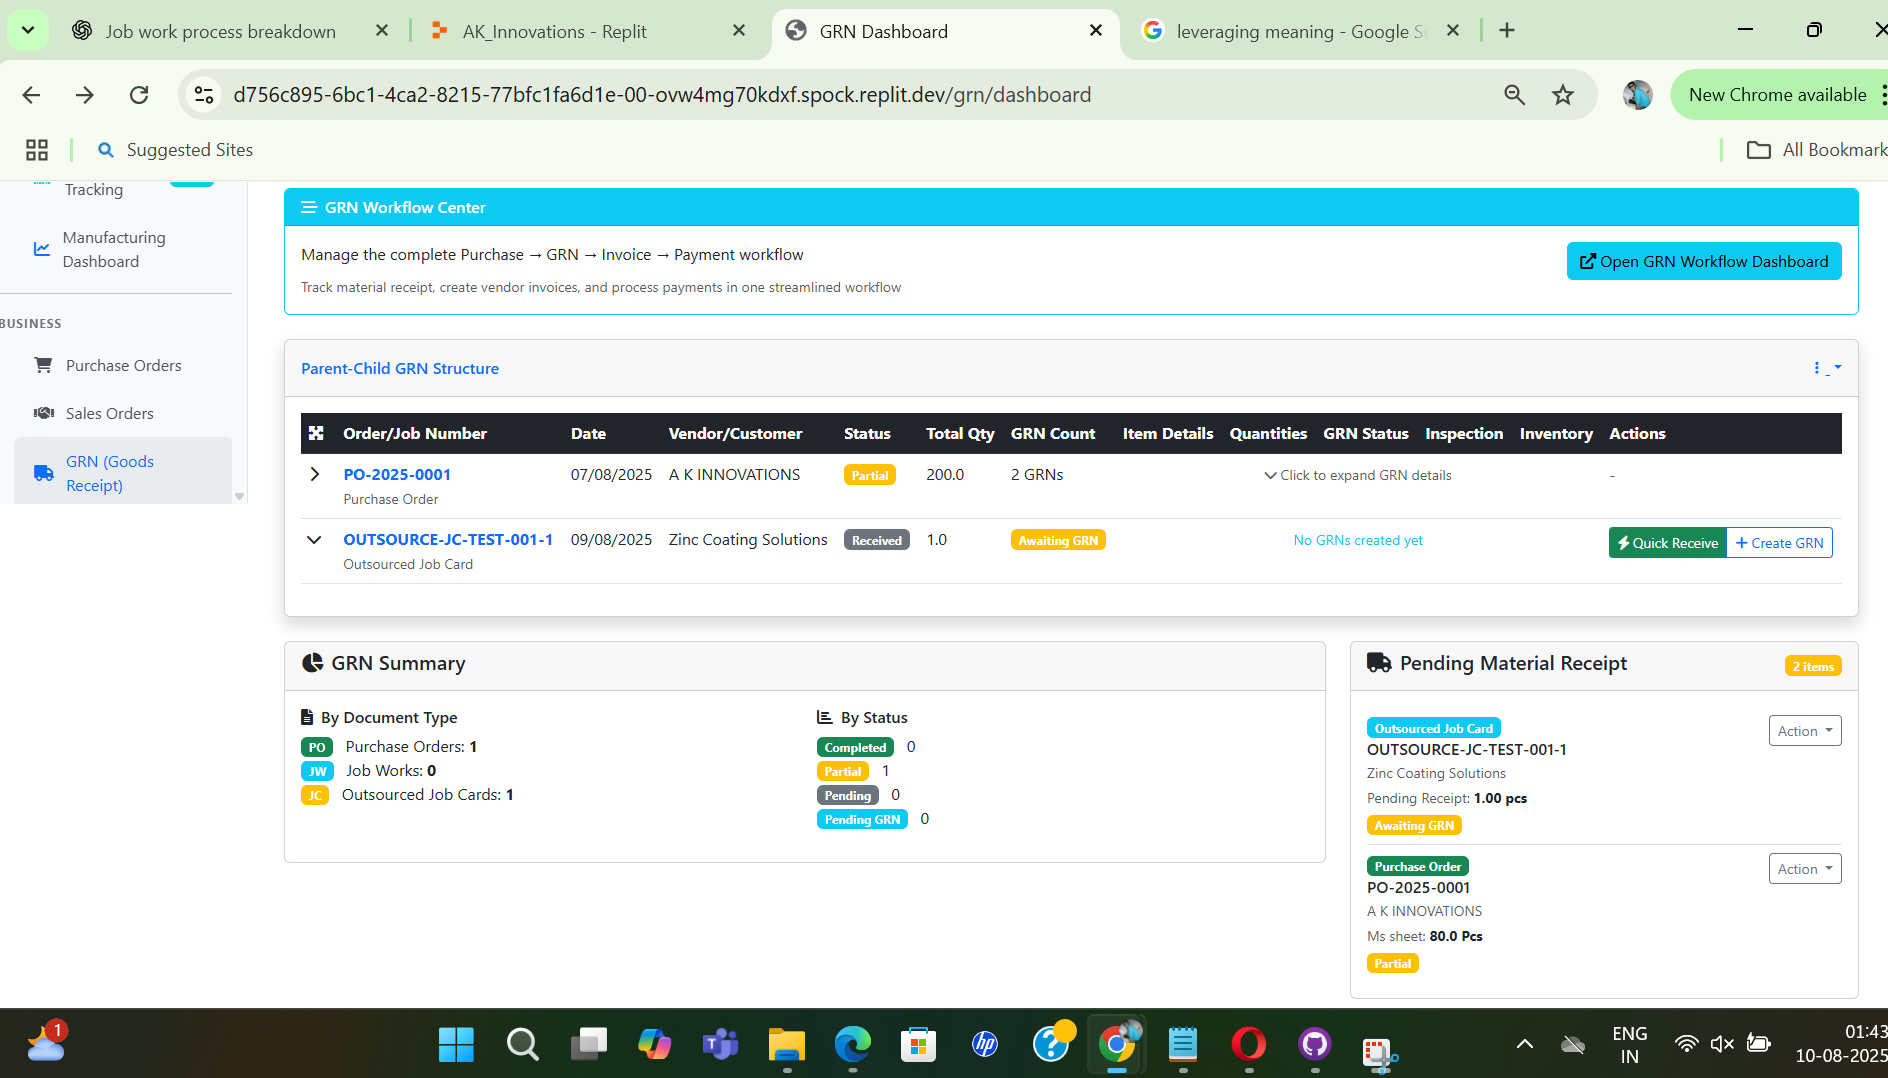 Job work process breakdown
AK_Innovations - Replit
GRN Dashboard
leveraging meaning - Google S
d756c895-6bc1-4ca2-8215-77bfc1fa6d1e-00-ovw4mg70kdxf.spock.replit.dev/grn/dashboard
New Chrome available
Suggested Sites
All Bookmark
Tracking
Manufacturing
Dashboard
BUSINESS
Purchase Orders
Sales Orders
GRN (Goods
Receipt)
GRN Workflow Center
Manage the complete Purchase → GRN → Invoice → Payment workflow
Track material receipt, create vendor invoices, and process payments in one streamlined workflow
Open GRN Workflow Dashboard
Parent-Child GRN Structure
Order/Job Number Date Vendor/Customer Status Total Qty GRN Count Item Details Quantities GRN Status Inspection Inventory Actions
PO-2025-0001 07/08/2025 A K INNOVATIONS Partial 200.0 2 GRNs Click to expand GRN details -
Purchase Order
OUTSOURCE-JC-TEST-001-1 09/08/2025 Zinc Coating Solutions Received 1.0 Awaiting GRN No GRNs created yet Quick Receive + Create GRN
Outsourced Job Card
GRN Summary
By Document Type
PO Purchase Orders: 1
JW Job Works: 0
JC Outsourced Job Cards: 1
By Status
Completed 0
Partial 1
Pending 0
Pending GRN 0
Pending Material Receipt
2 items
Outsourced Job Card
Action
OUTSOURCE-JC-TEST-001-1
Zinc Coating Solutions
Pending Receipt: 1.00 pcs
Awaiting GRN
Purchase Order
Action
PO-2025-0001
A K INNOVATIONS
Ms sheet: 80.0 Pcs
Partial
1
hp
ENG
IN
01:43
10-08-2025